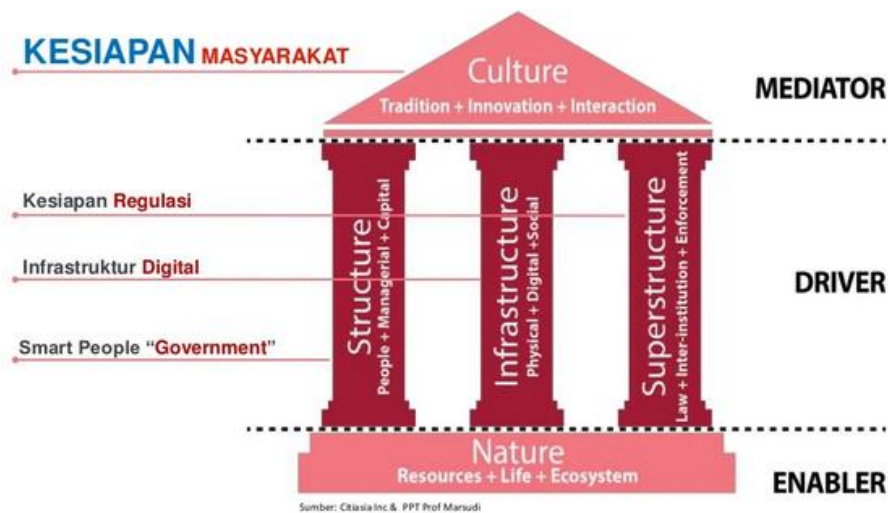 KESIAPAN MASYARAKAT
Culture
Tradition + Innovation + Interaction
MEDIATOR
Kesiapan Regulasi
Infrastruktur Digital
Smart People “Government”
Structure
People + Managerial + Capital
Infrastructure
Physical + Digital +Social
Superstructure
Law + Inter-institution + Enforcement
DRIVER
Nature
Resources + Life + Ecosystem
ENABLER
Sumber: Citiasia Inc & PPT Prof Marsudi